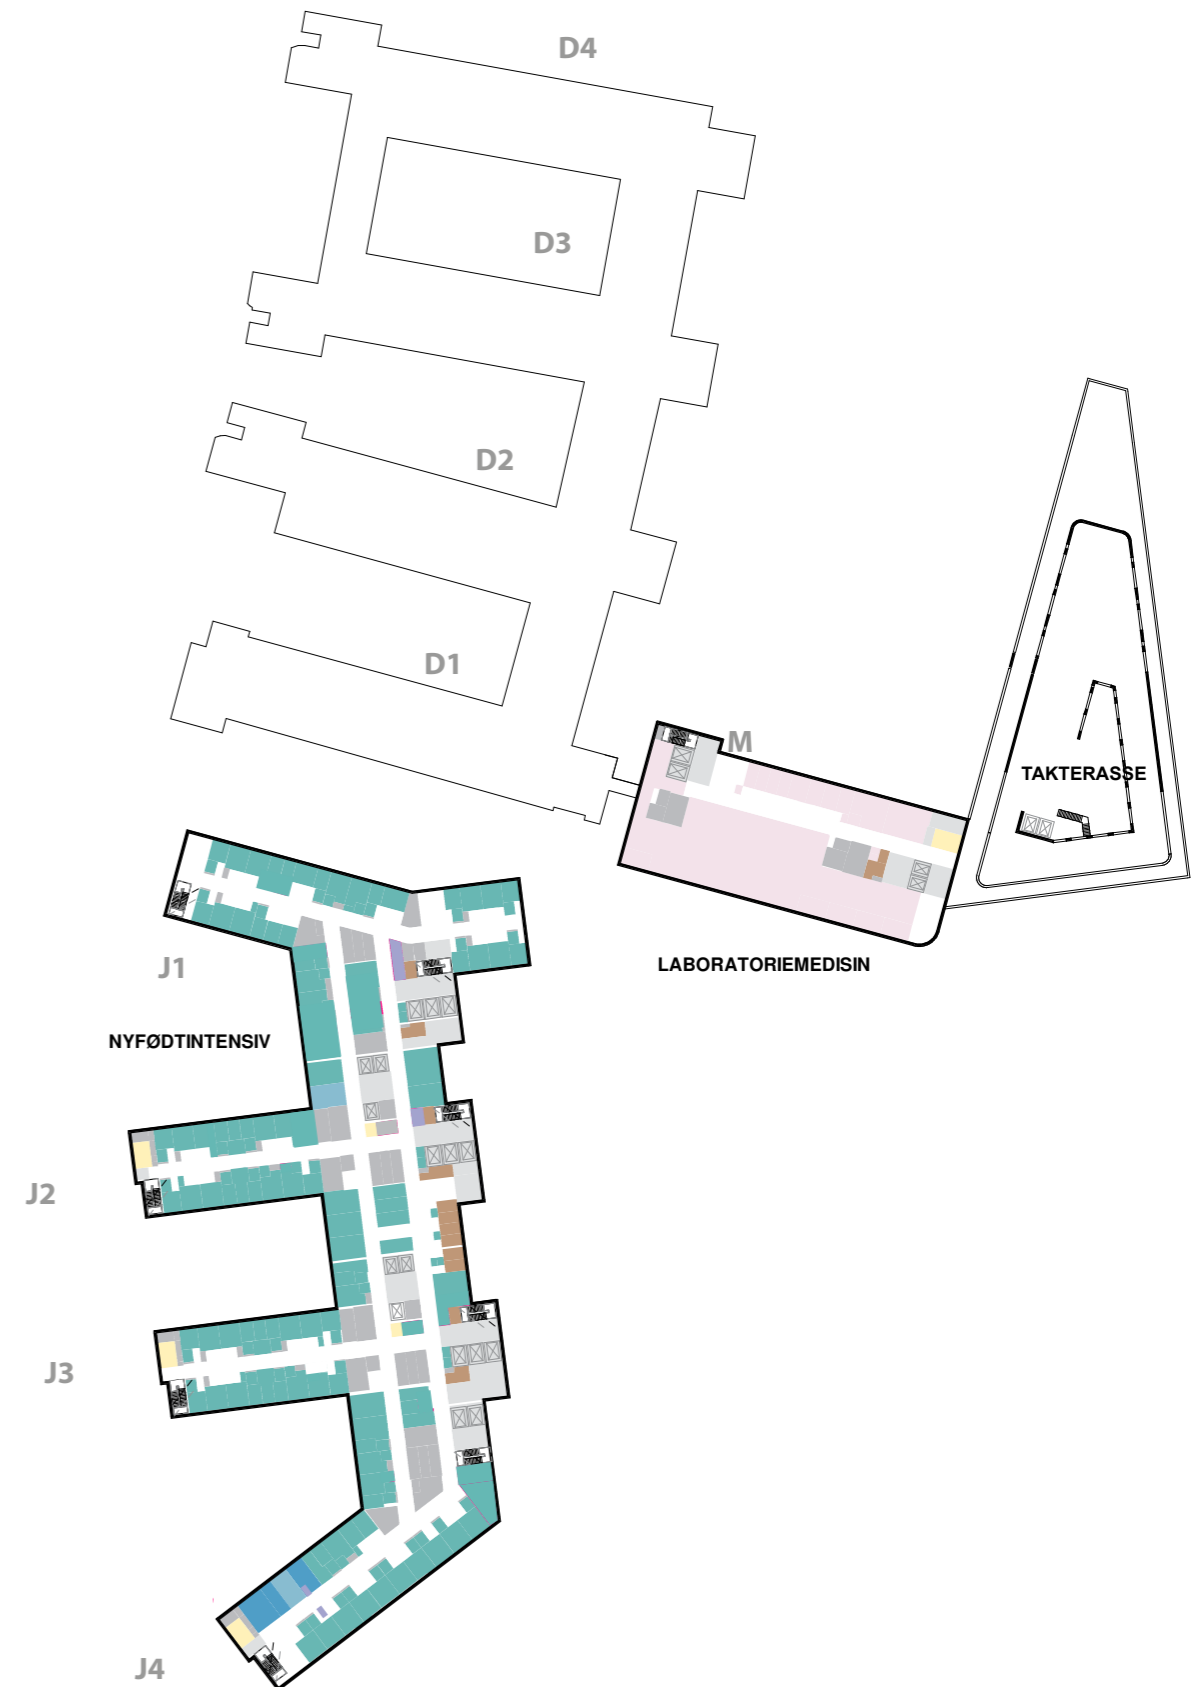 D4
D3
D2
D1
M
TAKTERASSE
LABORATORIEMEDISIN
J1
NYFØDTINTENSIV
J2
J3
J4